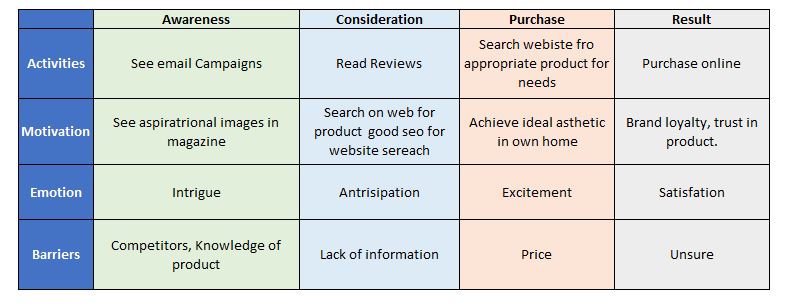 Awareness Consideration Purchase Result
Activities
See email Campaigns
Read Reviews
Search webiste fro
appropriate product for
needs
Purchase online
Motivation
See aspiratrional images in
magazine
Search on web for
product good seo for
website sereach
Achieve ideal asthetic
in own home
Brand loyalty, trust in
product.
Emotion
Intrigue
Antrisipation
Excitement
Satisfation
Barriers
Competitors, Knowledge of
product
Lack of information
Price
Unsure